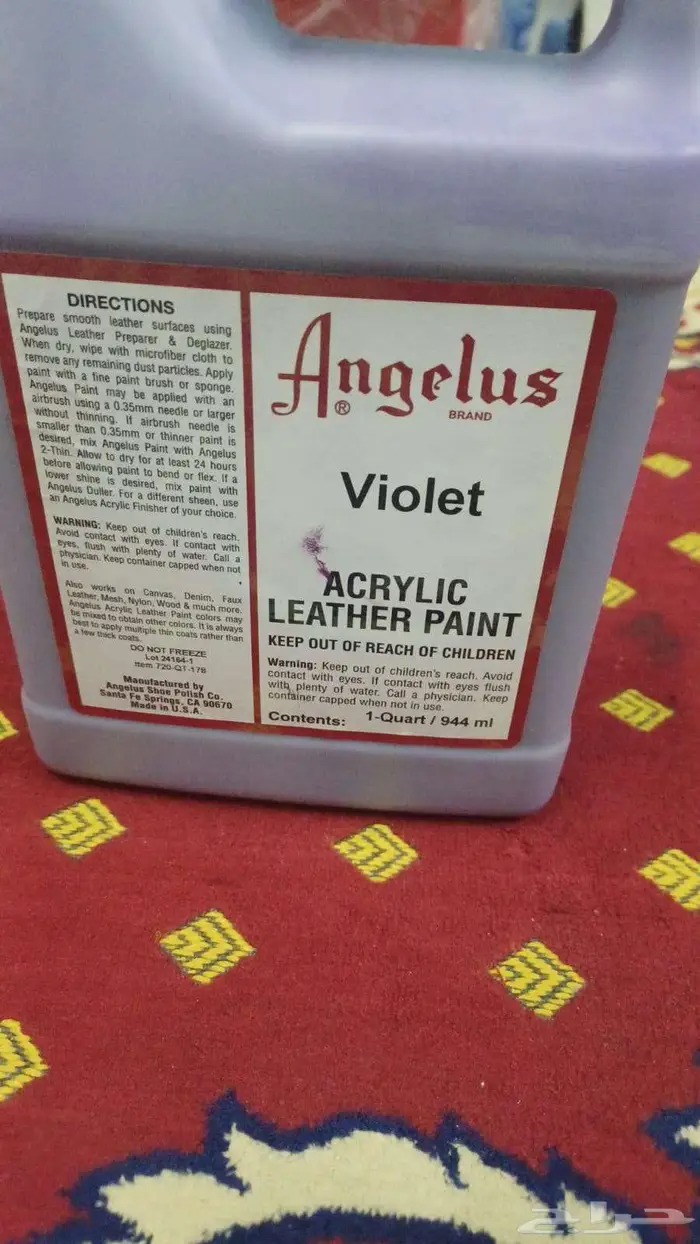 DIRECTIONS
Prepare smooth leather surfaces using
Angelus Leather Preparer & Deglazer.
When dry, wipe with microfiber cloth to
remove any remaining dust particles. Apply
paint with a fine paint brush or sponge.
Angelus Paint may be applied with an
airbrush using a 0.35mm needle or larger
without thinning. If airbrush needle is
smaller than 0.35mm or thinner paint is
desired, mix Angelus Paint with Angelus
2-Thin. Allow to dry for at least 24 hours
before allowing paint to bend or flex. If a
lower shine is desired, mix paint with
Angelus Duller. For a different sheen, use
an Angelus Acrylic Finisher of your choice.
WARNING: Keep out of children's reach.
Avoid contact with eyes. If contact with
eyes, flush with plenty of water. Call a
physician. Keep container capped when not
in use.
Also works on Canvas, Denim, Faux
Leather, Mesh, Nylon, Wood & much more.
Angelus Acrylic Leather Paint colors may
be mixed to obtain other colors. It is always
best to apply multiple thin coats rather than
a few thick coats.
DO NOT FREEZE
Lot 24164-1
Item 720-QT-178
Manufactured by
Angelus Shoe Polish Co.
Santa Fe Springs, CA 90670
Made in U.S.A.
Angelus®
BRAND
Violet
ACRYLIC
LEATHER PAINT
KEEP OUT OF REACH OF CHILDREN
Warning: Keep out of children's reach. Avoid
contact with eyes. If contact with eyes flush
with plenty of water. Call a physician. Keep
container capped when not in use.
Contents: 1-Quart / 944 ml
حراج